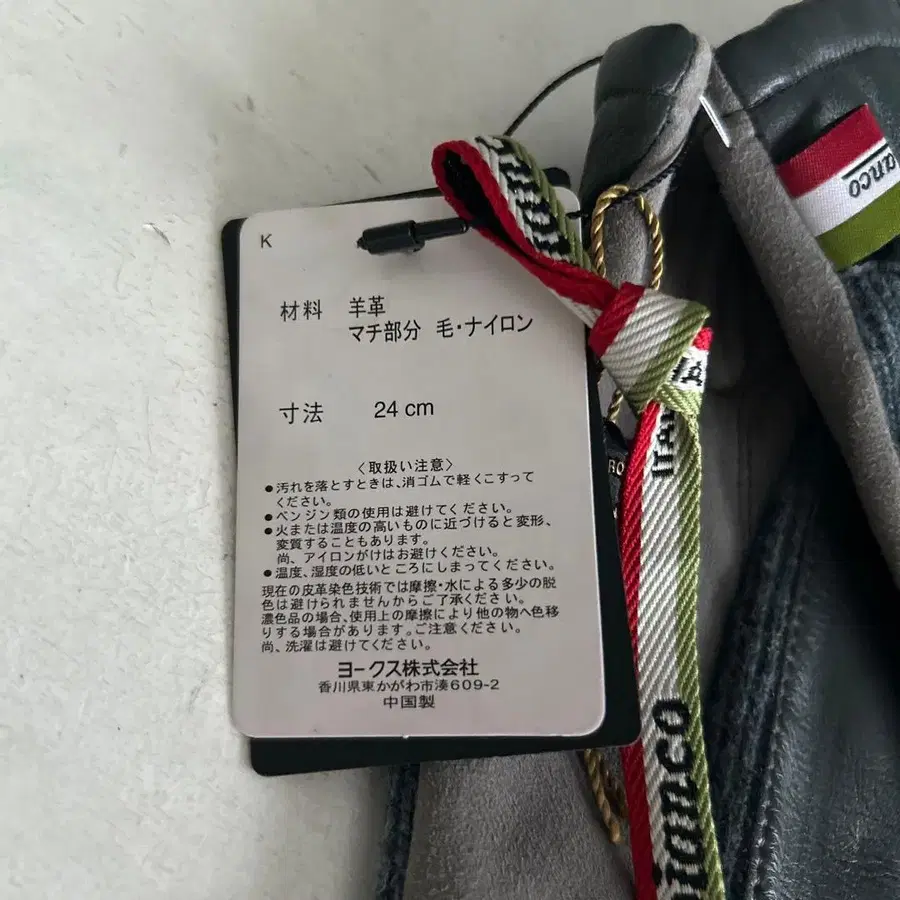 K
材料 羊革
マチ部分 毛・ナイロン
寸法 24 cm
〈取扱い注意〉
●汚れを落とすときは、消ゴムで軽くこすって
ください。
●ベンジン類の使用は避けてください。
●火または温度の高いものに近づけると変形、
変質することもあります。
尚、アイロンがけはお避けください。
●温度、湿度の低いところにしまってください。
現在の皮革染色技術では摩擦・水による多少の脱
色は避けられませんからご了承ください。
濃色品の場合、使用上の摩擦により他の物へ色移
りする場合があります。ご注意ください。
尚、洗濯は避けてください。
ヨークス株式会社
香川県東かがわ市湊609-2
中国製
anco
RO
ianco